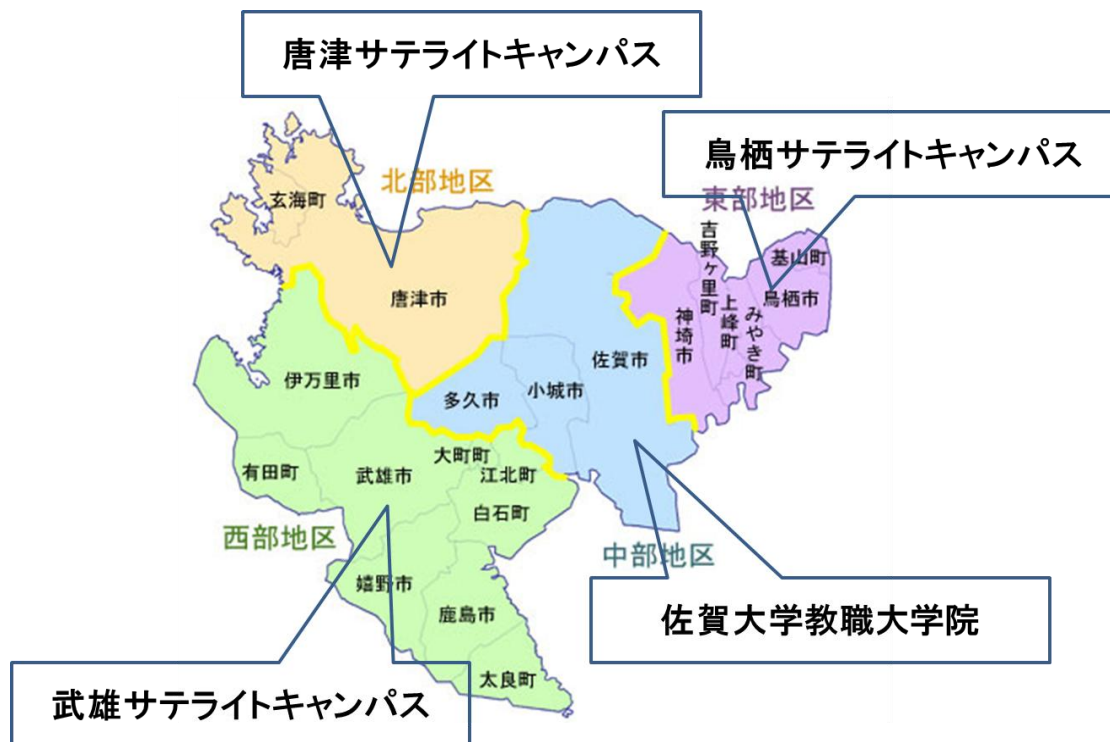 唐津サテライトキャンパス
鳥栖サテライトキャンパス
北部地区
東部地区
玄海町
唐津市
吉野ヶ里町
基山町
鳥栖市
上峰町
みやき町
神埼市
佐賀市
小城市
多久市
伊万里市
有田町
武雄市
大町町
江北町
白石町
西部地区
中部地区
嬉野市
鹿島市
太良町
佐賀大学教職大学院
武雄サテライトキャンパス